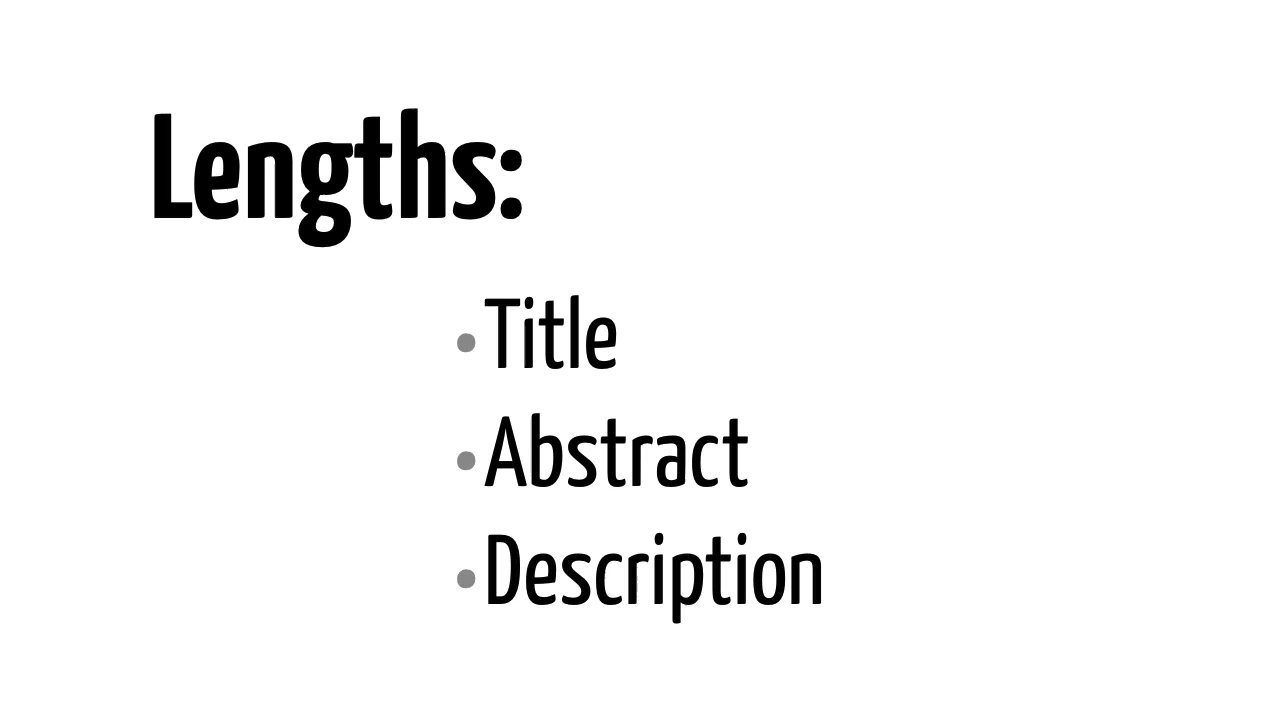 Lengths:
• Title
• Abstract
• Description